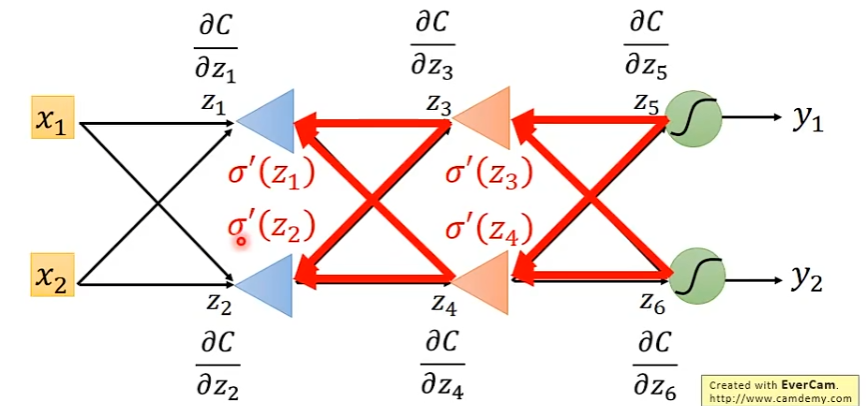 ∂C/∂z₁ ∂C/∂z₃ ∂C/∂z₅
x₁ z₁ z₃ z₅ y₁
σ′(z₁) σ′(z₃)
σ′(z₂) σ′(z₄)
x₂ z₂ z₄ z₆ y₂
∂C/∂z₂ ∂C/∂z₄ ∂C/∂z₆
Created with EverCam.
http://www.camdemy.com